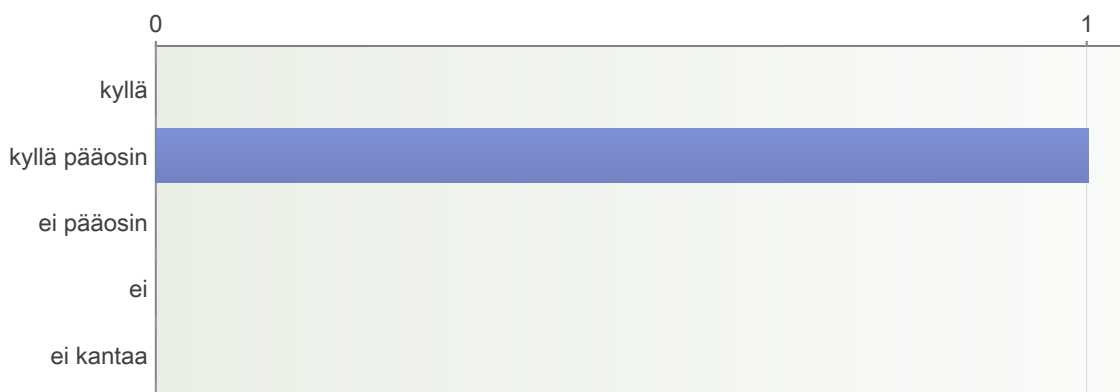 0 1
kyllä
kyllä pääosin
ei pääosin
ei
ei kantaa